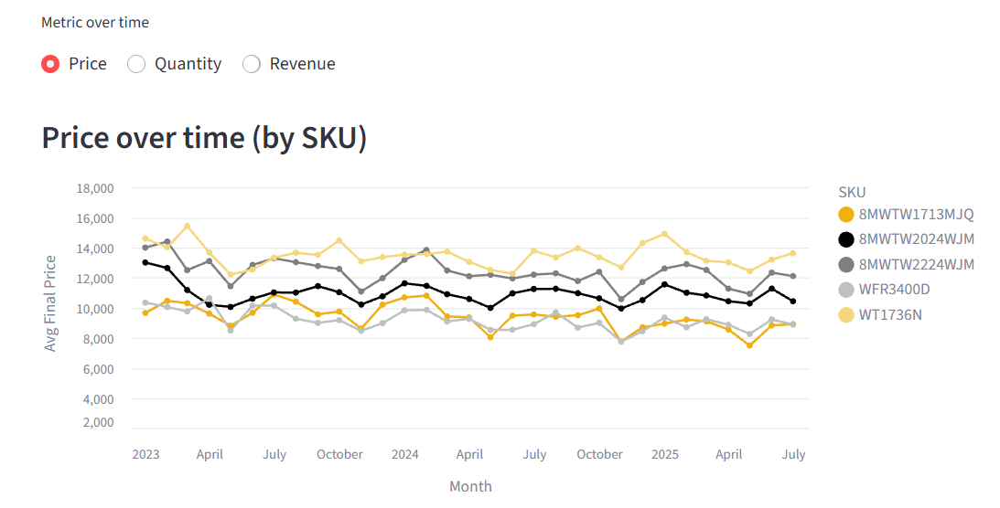 Metric over time
Price Quantity Revenue
Price over time (by SKU)
18,000
16,000
14,000
12,000
10,000
8,000
6,000
4,000
2,000
Avg Final Price
2023 April July October 2024 April July October 2025 April July
Month
SKU
8MWTW1713MJQ
8MWTW2024WJM
8MWTW2224WJM
WFR3400D
WT1736N